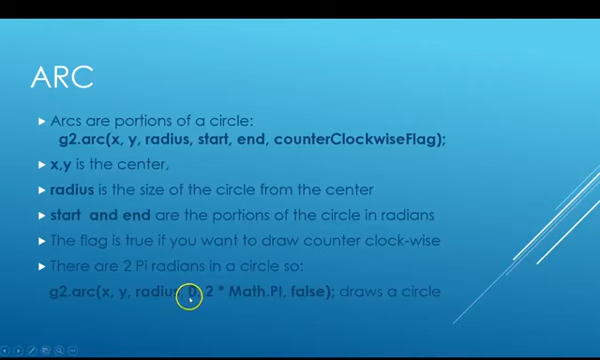 ARC
Arcs are portions of a circle:
g2.arc(x, y, radius, start, end, counterClockwiseFlag);
x,y is the center,
radius is the size of the circle from the center
start and end are the portions of the circle in radians
The flag is true if you want to draw counter clock-wise
There are 2 Pi radians in a circle so:
g2.arc(x, y, radius, 0, 2 * Math.PI, false); draws a circle